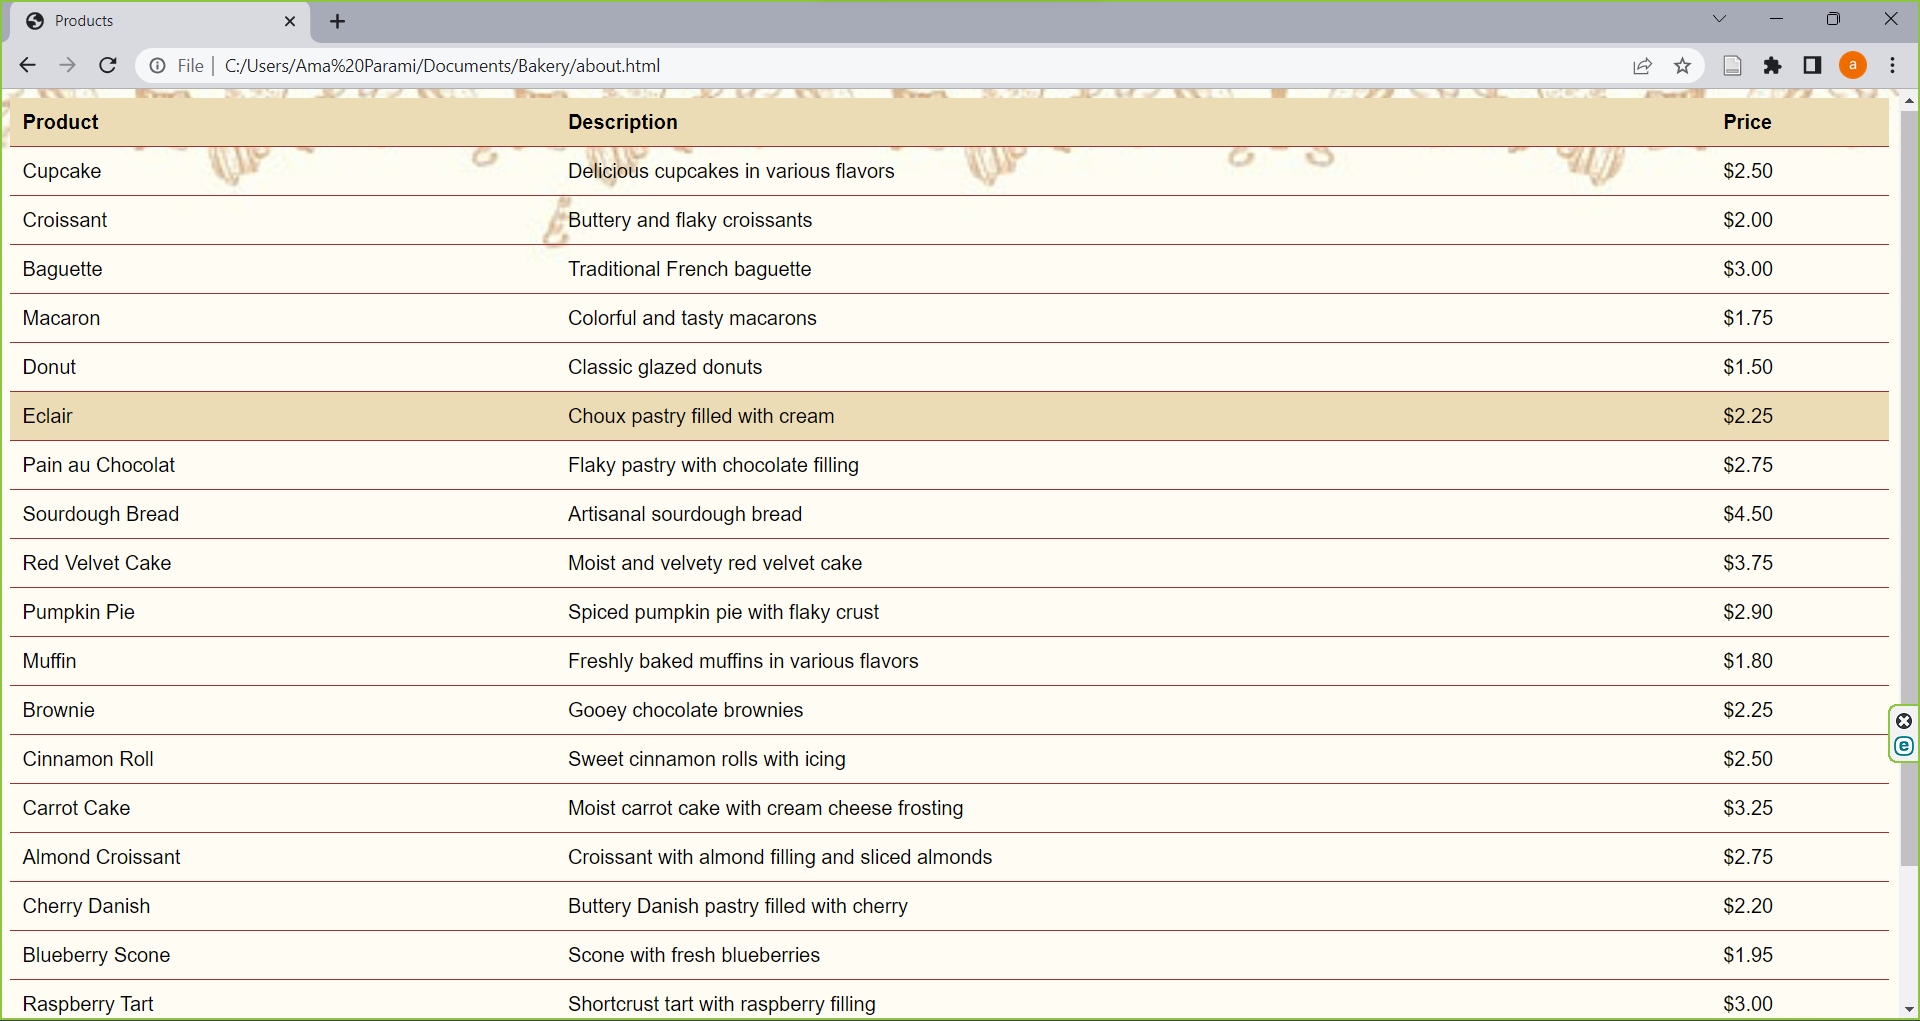 Products
File | C:/Users/Ama%20Parami/Documents/Bakery/about.html
a
Product Description Price
Cupcake Delicious cupcakes in various flavors $2.50
Croissant Buttery and flaky croissants $2.00
Baguette Traditional French baguette $3.00
Macaron Colorful and tasty macarons $1.75
Donut Classic glazed donuts $1.50
Eclair Choux pastry filled with cream $2.25
Pain au Chocolat Flaky pastry with chocolate filling $2.75
Sourdough Bread Artisanal sourdough bread $4.50
Red Velvet Cake Moist and velvety red velvet cake $3.75
Pumpkin Pie Spiced pumpkin pie with flaky crust $2.90
Muffin Freshly baked muffins in various flavors $1.80
Brownie Gooey chocolate brownies $2.25
Cinnamon Roll Sweet cinnamon rolls with icing $2.50
Carrot Cake Moist carrot cake with cream cheese frosting $3.25
Almond Croissant Croissant with almond filling and sliced almonds $2.75
Cherry Danish Buttery Danish pastry filled with cherry $2.20
Blueberry Scone Scone with fresh blueberries $1.95
Raspberry Tart Shortcrust tart with raspberry filling $3.00